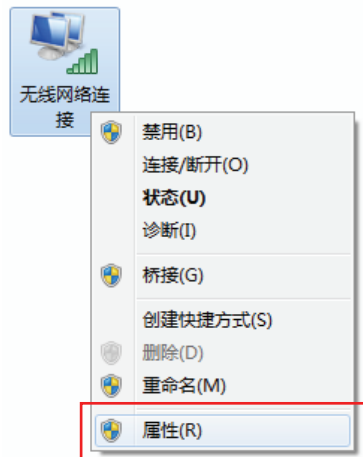 无线网络连
接
禁用(B)
连接/断开(O)
状态(U)
诊断(I)
桥接(G)
创建快捷方式(S)
删除(D)
重命名(M)
属性(R)